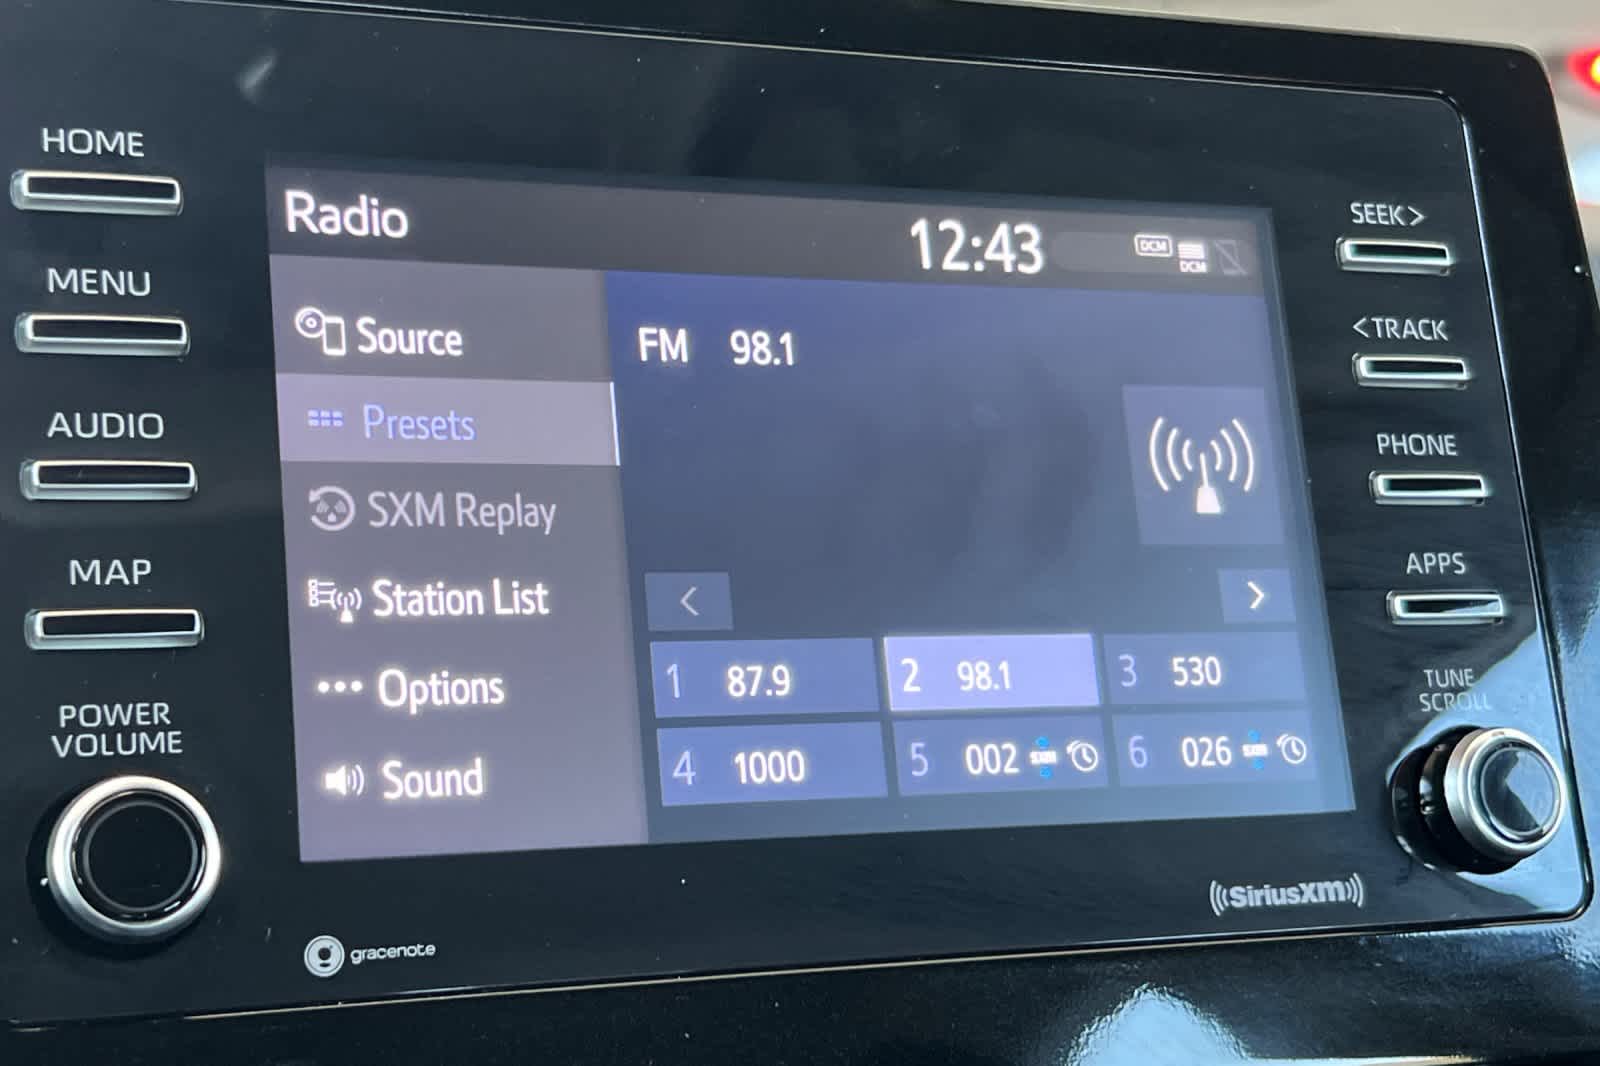 HOME
MENU
AUDIO
MAP
POWER
VOLUME
Radio
12:43
DCM
DCM
Source
Presets
SXM Replay
Station List
Options
Sound
FM 98.1
<
>
1 87.9
2 98.1
3 530
4 1000
5 002 SXM
6 026 SXM
SEEK>
<TRACK
PHONE
APPS
TUNE
SCROLL
gracenote
SiriusXM